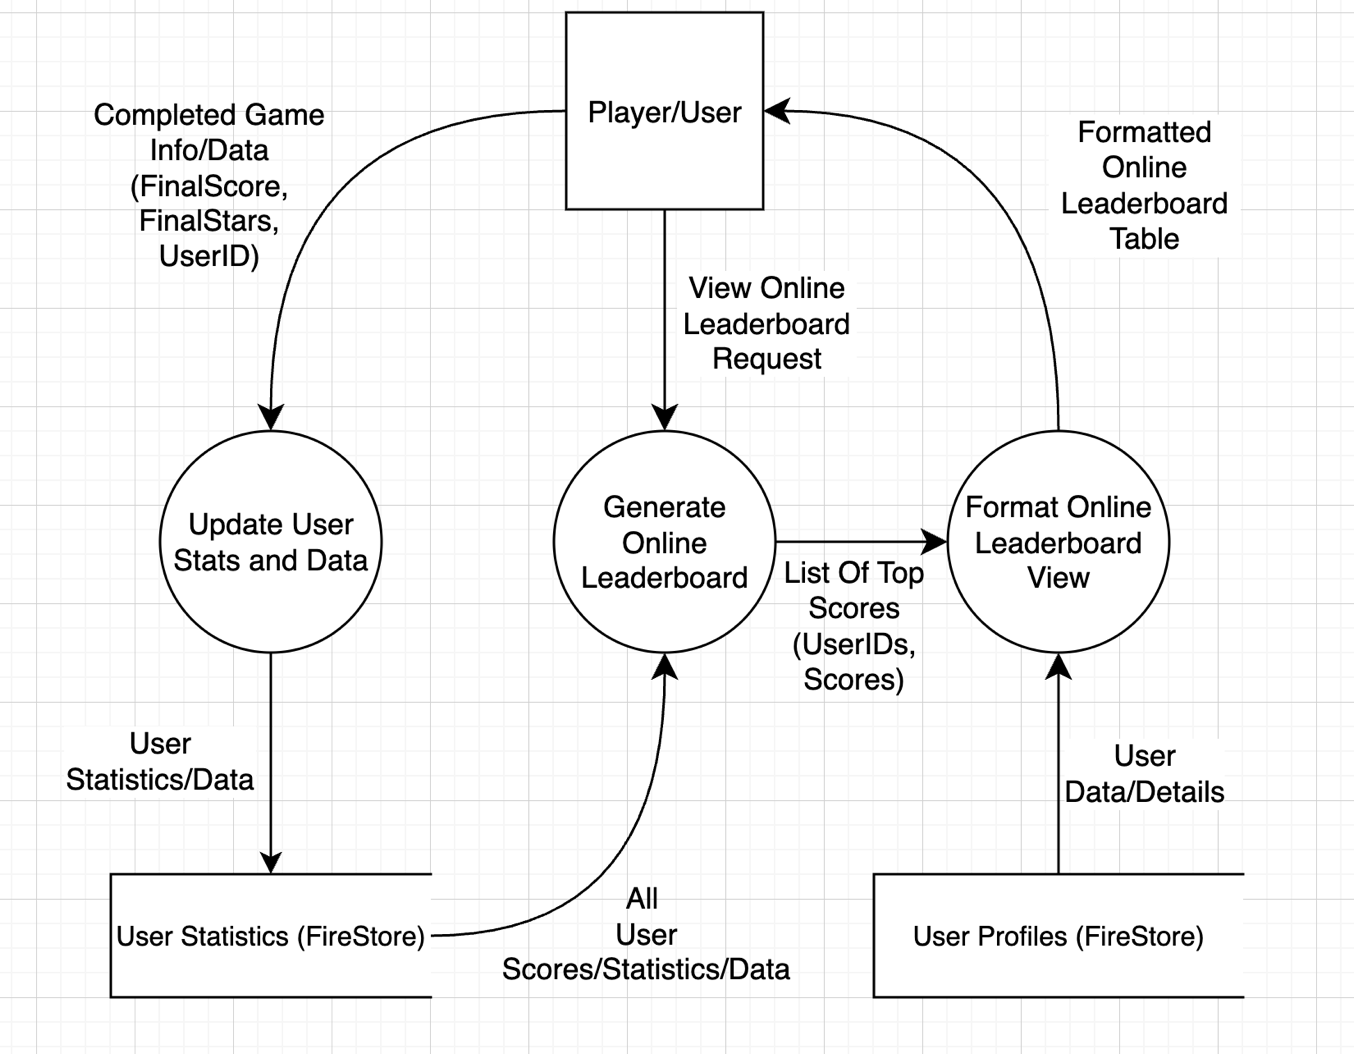 Player/User
Completed Game
Info/Data
(FinalScore,
FinalStars,
UserID)
View Online
Leaderboard
Request
Formatted
Online
Leaderboard
Table
Update User
Stats and Data
Generate
Online
Leaderboard
List Of Top
Scores
(UserIDs,
Scores)
Format Online
Leaderboard
View
User
Statistics/Data
User
Data/Details
User Statistics (FireStore)
All
User
Scores/Statistics/Data
User Profiles (FireStore)